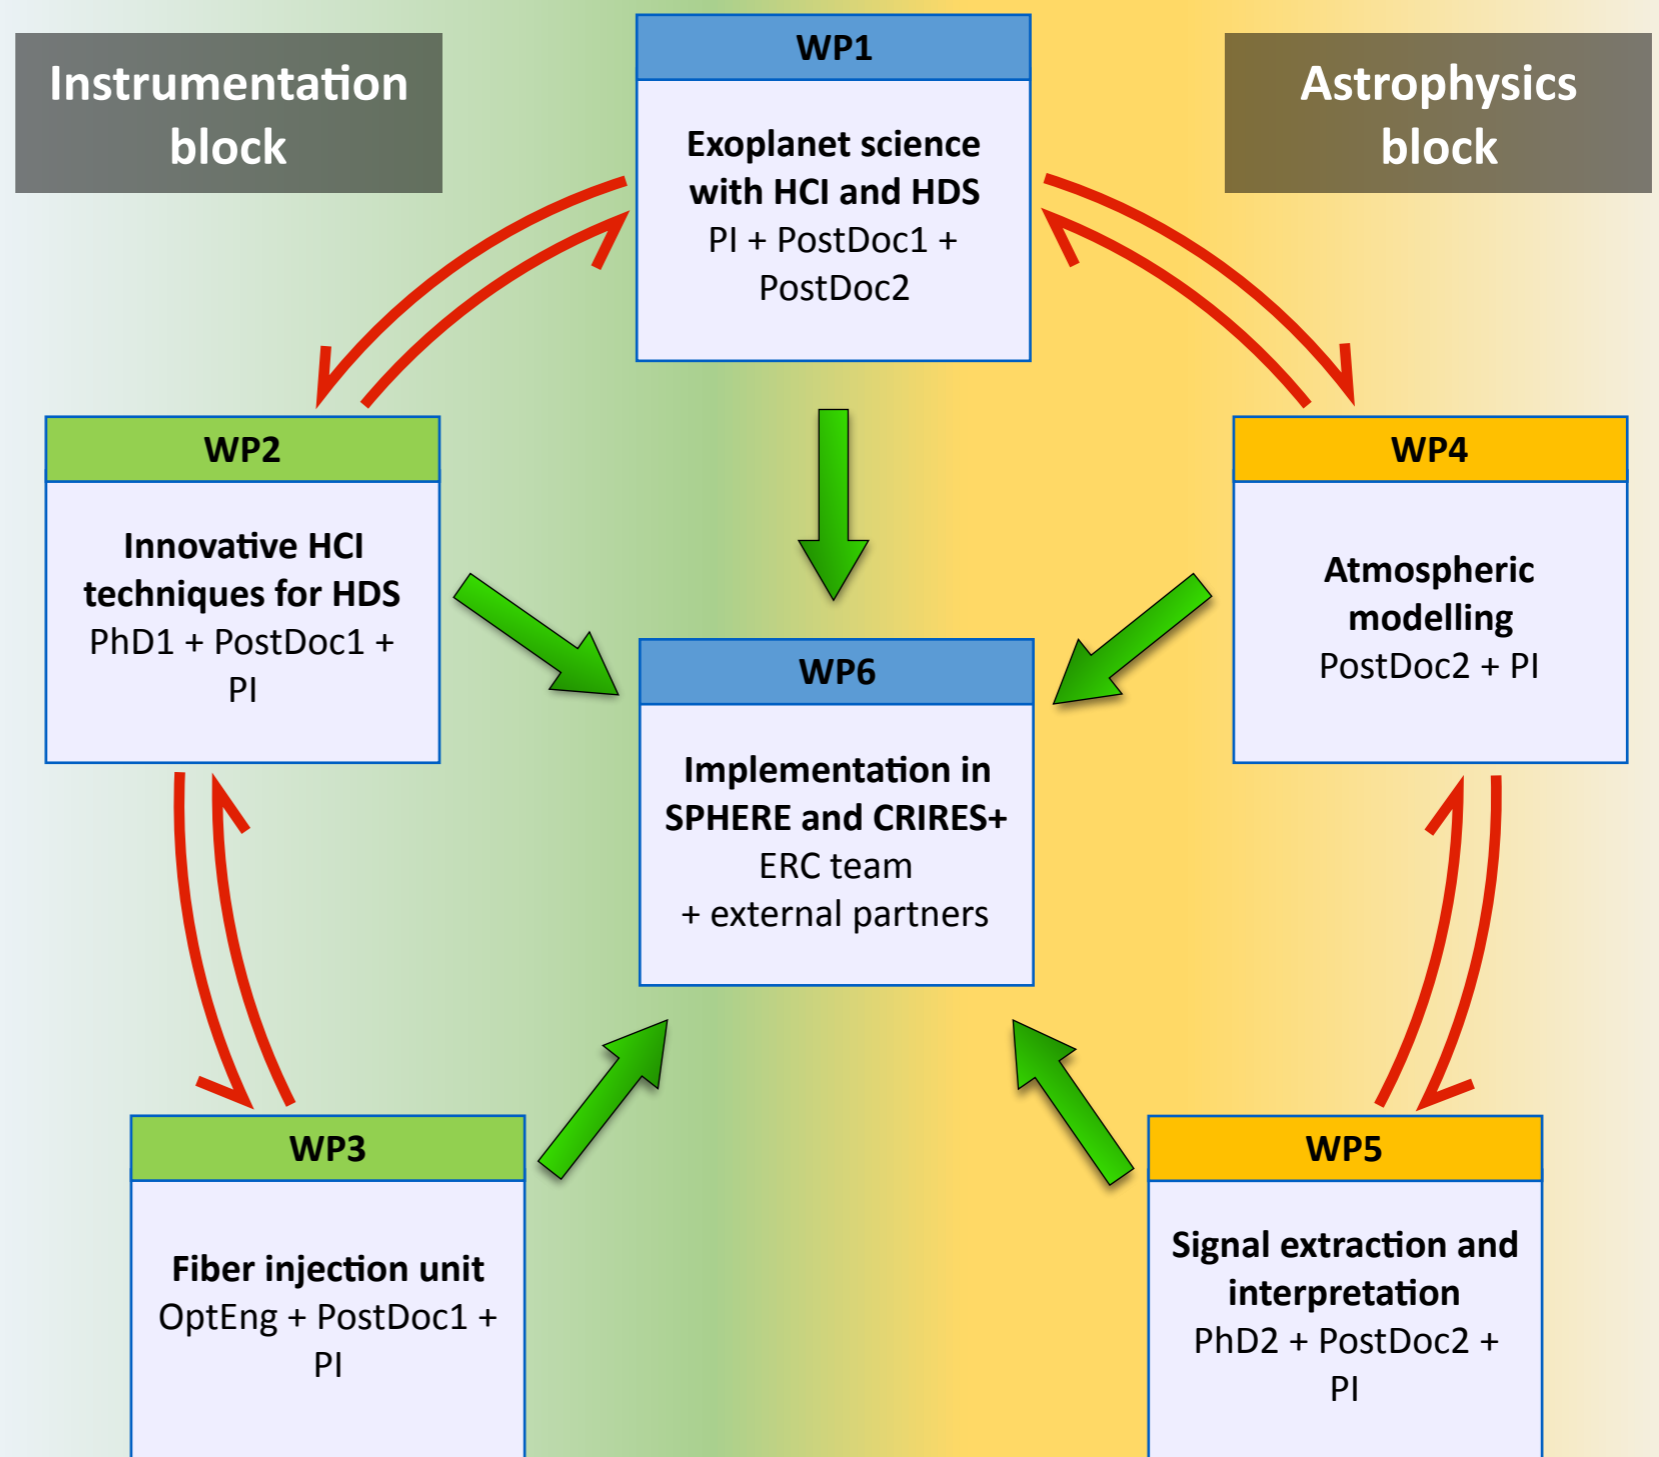 Instrumentation
block
WP1
Exoplanet science
with HCI and HDS
PI + PostDoc1 +
PostDoc2
Astrophysics
block
WP2
Innovative HCI
techniques for HDS
PhD1 + PostDoc1 +
PI
WP6
Implementation in
SPHERE and CRIRES+
ERC team
+ external partners
WP4
Atmospheric
modelling
PostDoc2 + PI
WP3
Fiber injection unit
OptEng + PostDoc1 +
PI
WP5
Signal extraction and
interpretation
PhD2 + PostDoc2 +
PI